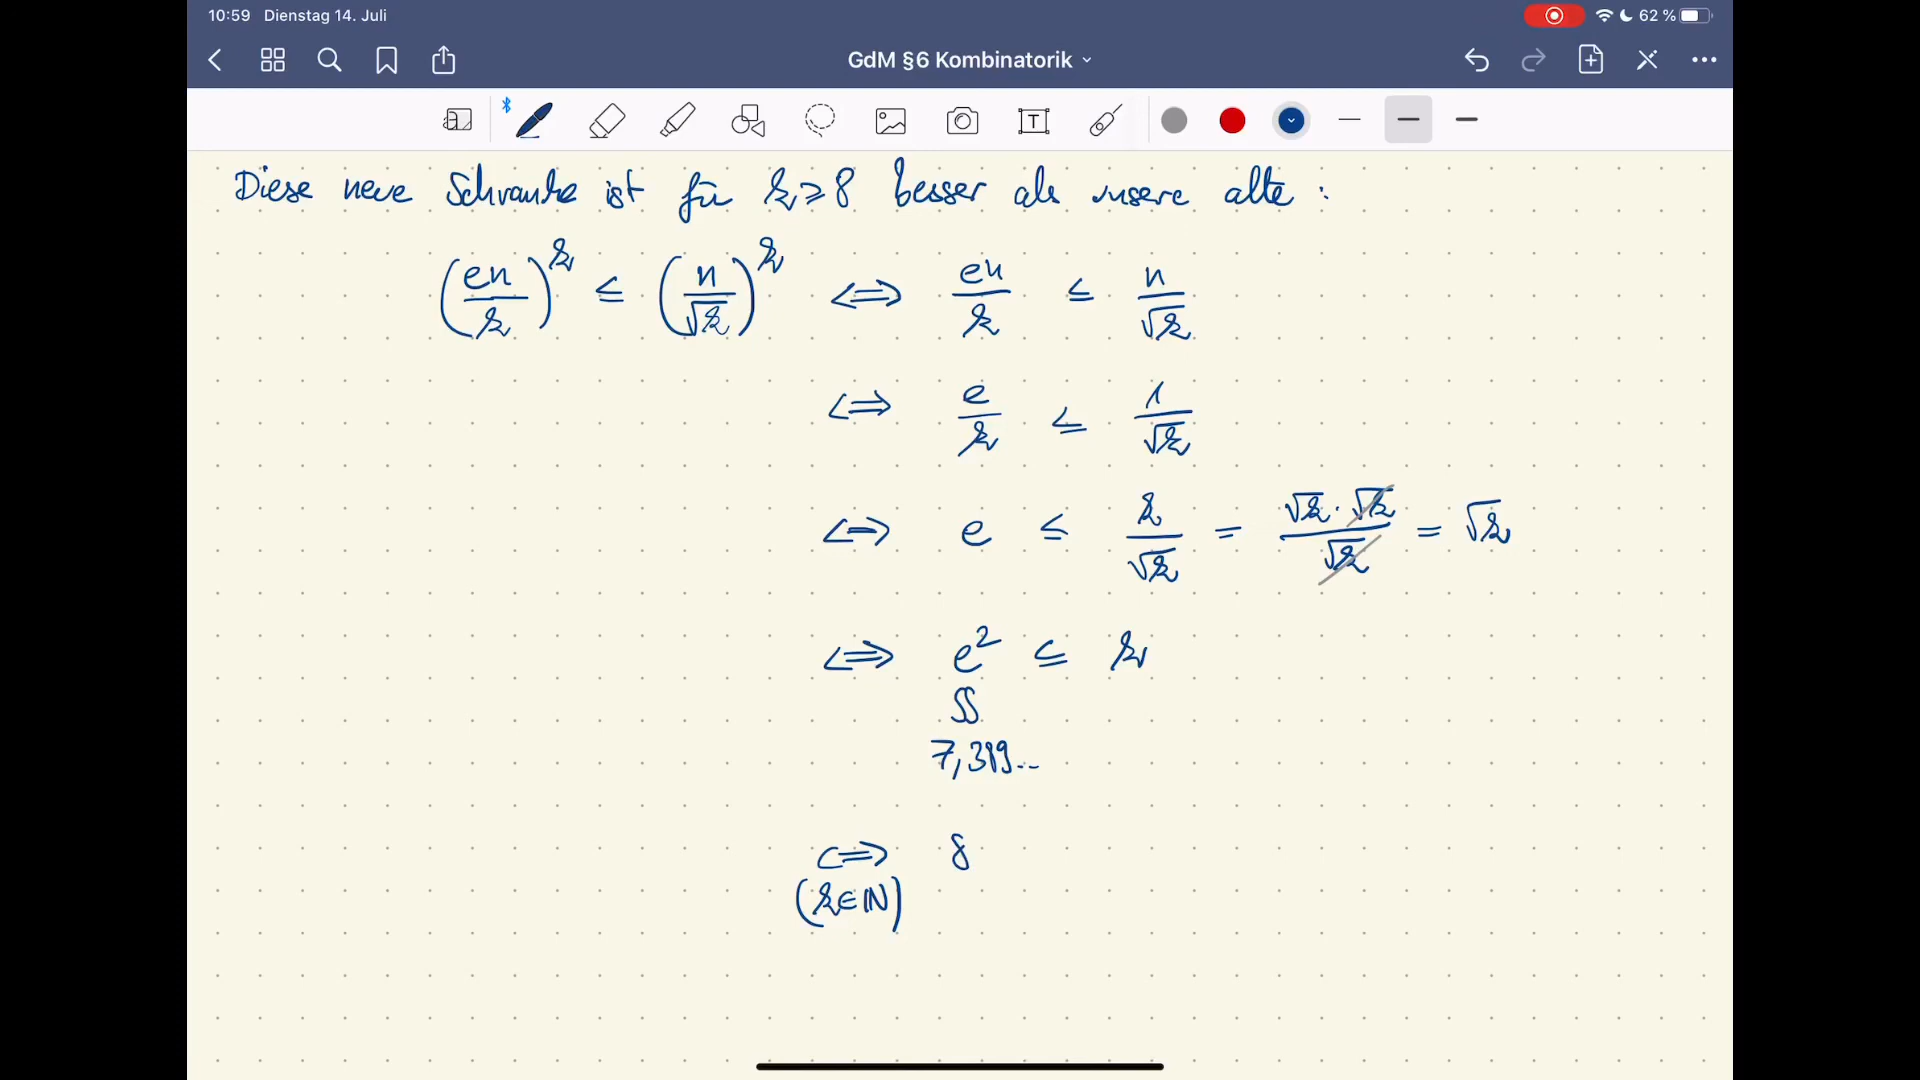 10:59 Dienstag 14. Juli 62 %
GdM §6 Kombinatorik
Diese neue Schranke ist für k ≥ 8 besser als unsere alte :
(en/k)^k ≤ (n/√k)^k ⟺ en/k ≤ n/√k
⟺ e/k ≤ 1/√k
⟺ e ≤ k/√k = √k · √k/√k = √k
⟺ e² ≤ k
≈
7,389...
⟺ 8
(k∈ℕ)